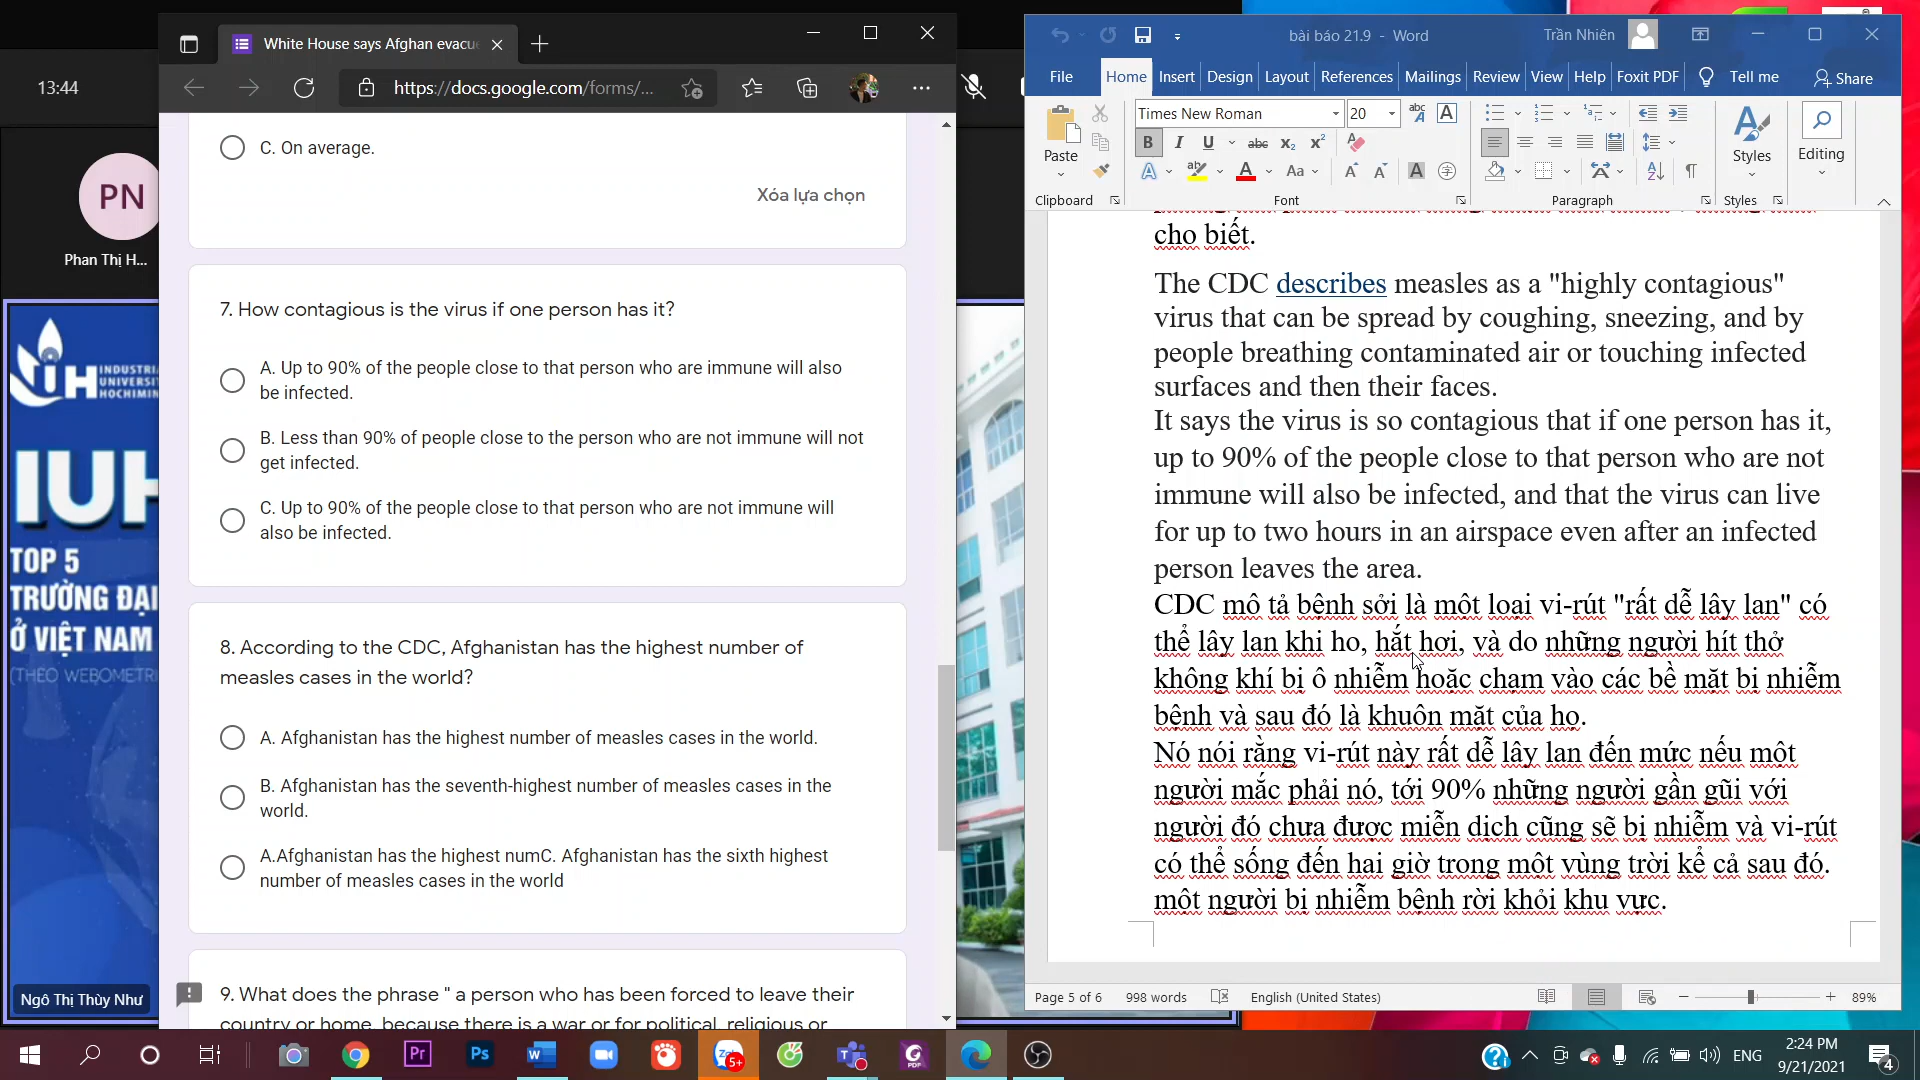 13:44
PN
Phan Thị H...
INDUSTRIA
UNIVERSI
HOCHIMIN
IUH
TOP 5
TRƯỜNG ĐẠI
Ở VIỆT NAM
(THEO WEBOMETRI
Ngô Thị Thùy Như
White House says Afghan evacue
https://docs.google.com/forms/...
C. On average.
Xóa lựa chọn
7. How contagious is the virus if one person has it?
A. Up to 90% of the people close to that person who are immune will also
be infected.
B. Less than 90% of people close to the person who are not immune will not
get infected.
C. Up to 90% of the people close to that person who are not immune will
also be infected.
8. According to the CDC, Afghanistan has the highest number of
measles cases in the world?
A. Afghanistan has the highest number of measles cases in the world.
B. Afghanistan has the seventh-highest number of measles cases in the
world.
A.Afghanistan has the highest numC. Afghanistan has the sixth highest
number of measles cases in the world
9. What does the phrase " a person who has been forced to leave their
country or home, because there is a war or for political, religious or
bài báo 21.9 - Word
Trần Nhiên
File Home Insert Design Layout References Mailings Review View Help Foxit PDF Tell me Share
Times New Roman 20
Paste
Styles
Editing
Clipboard Font Paragraph Styles
cho biết.
The CDC describes measles as a "highly contagious"
virus that can be spread by coughing, sneezing, and by
people breathing contaminated air or touching infected
surfaces and then their faces.
It says the virus is so contagious that if one person has it,
up to 90% of the people close to that person who are not
immune will also be infected, and that the virus can live
for up to two hours in an airspace even after an infected
person leaves the area.
CDC mô tả bệnh sởi là một loại vi-rút "rất dễ lây lan" có
thể lây lan khi ho, hắt hơi, và do những người hít thở
không khí bị ô nhiễm hoặc chạm vào các bề mặt bị nhiễm
bệnh và sau đó là khuôn mặt của họ.
Nó nói rằng vi-rút này rất dễ lây lan đến mức nếu một
người mắc phải nó, tới 90% những người gần gũi với
người đó chưa được miễn dịch cũng sẽ bị nhiễm và vi-rút
có thể sống đến hai giờ trong một vùng trời kể cả sau đó.
một người bị nhiễm bệnh rời khỏi khu vực.
Page 5 of 6 998 words English (United States) 89%
5+
ENG
2:24 PM
9/21/2021
4